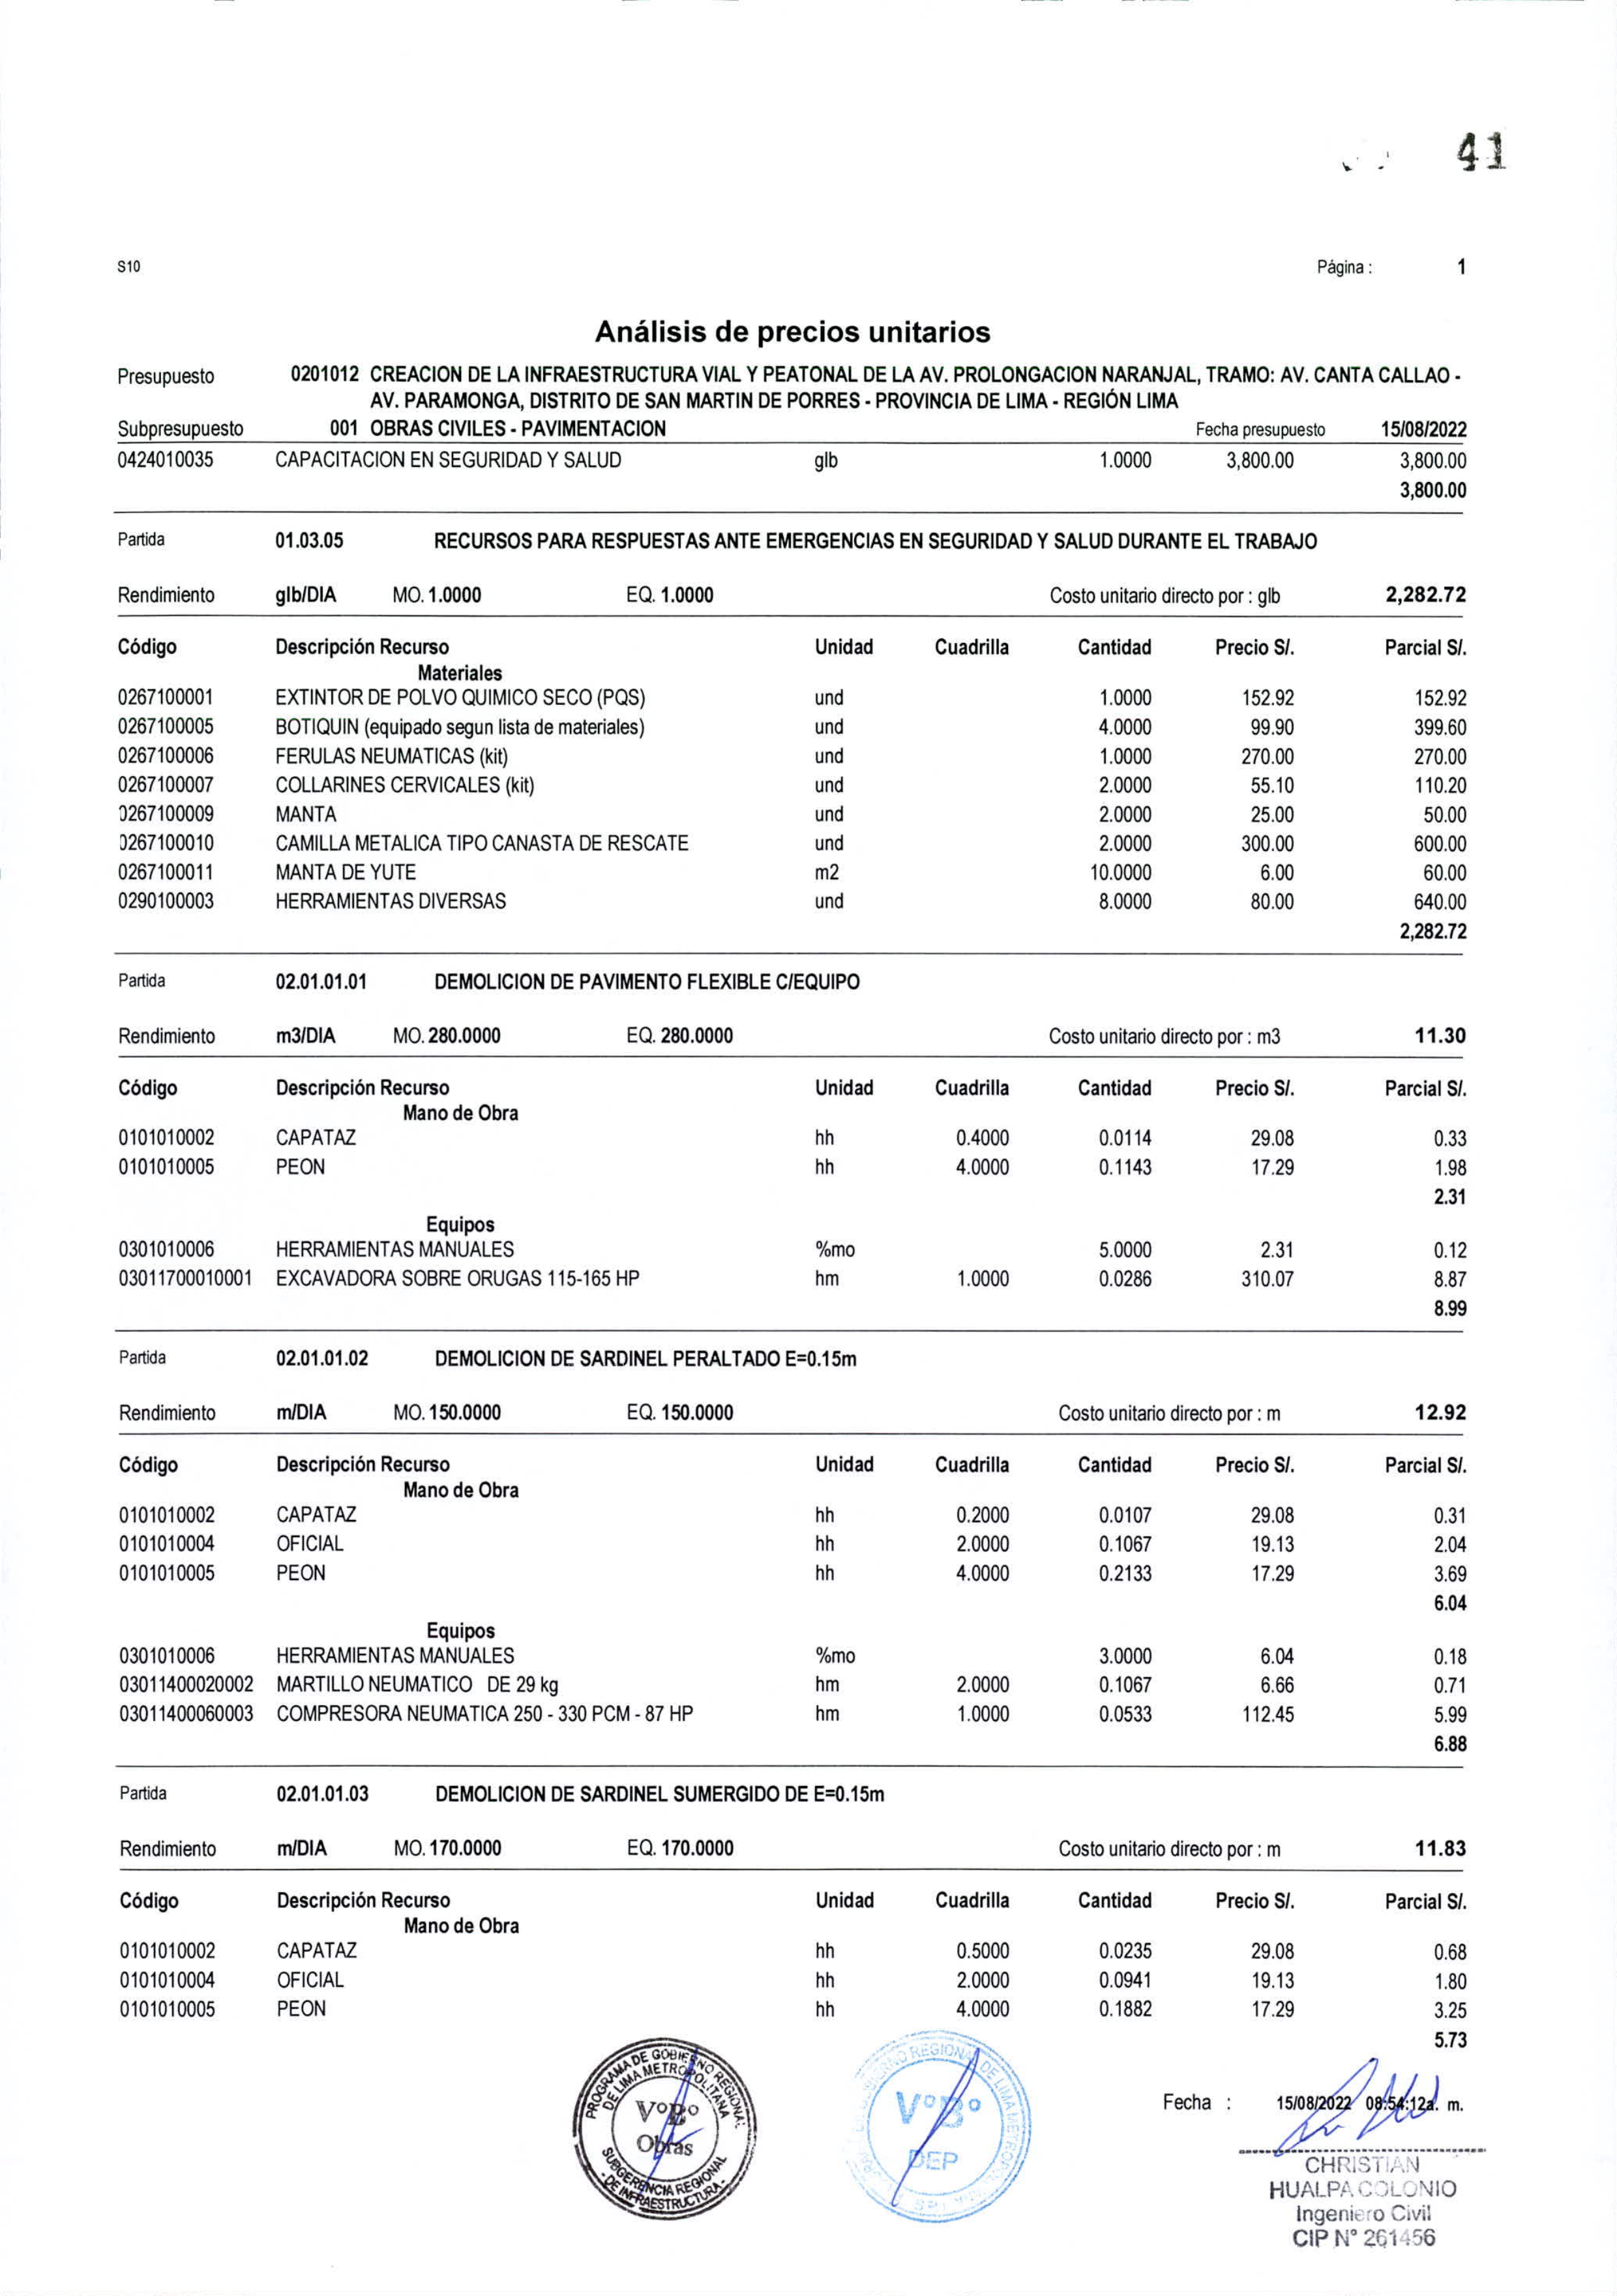 41
S10 Página : 1
Análisis de precios unitarios
Presupuesto 0201012 CREACION DE LA INFRAESTRUCTURA VIAL Y PEATONAL DE LA AV. PROLONGACION NARANJAL, TRAMO: AV. CANTA CALLAO -
AV. PARAMONGA, DISTRITO DE SAN MARTIN DE PORRES - PROVINCIA DE LIMA - REGIÓN LIMA
Subpresupuesto 001 OBRAS CIVILES - PAVIMENTACION Fecha presupuesto 15/08/2022
0424010035 CAPACITACION EN SEGURIDAD Y SALUD glb 1.0000 3,800.00 3,800.00
3,800.00
Partida 01.03.05 RECURSOS PARA RESPUESTAS ANTE EMERGENCIAS EN SEGURIDAD Y SALUD DURANTE EL TRABAJO
Rendimiento glb/DIA MO. 1.0000 EQ. 1.0000 Costo unitario directo por : glb 2,282.72
Código Descripción Recurso Unidad Cuadrilla Cantidad Precio S/. Parcial S/.
Materiales
0267100001 EXTINTOR DE POLVO QUIMICO SECO (PQS) und 1.0000 152.92 152.92
0267100005 BOTIQUIN (equipado segun lista de materiales) und 4.0000 99.90 399.60
0267100006 FERULAS NEUMATICAS (kit) und 1.0000 270.00 270.00
0267100007 COLLARINES CERVICALES (kit) und 2.0000 55.10 110.20
0267100009 MANTA und 2.0000 25.00 50.00
0267100010 CAMILLA METALICA TIPO CANASTA DE RESCATE und 2.0000 300.00 600.00
0267100011 MANTA DE YUTE m2 10.0000 6.00 60.00
0290100003 HERRAMIENTAS DIVERSAS und 8.0000 80.00 640.00
2,282.72
Partida 02.01.01.01 DEMOLICION DE PAVIMENTO FLEXIBLE C/EQUIPO
Rendimiento m3/DIA MO. 280.0000 EQ. 280.0000 Costo unitario directo por : m3 11.30
Código Descripción Recurso Unidad Cuadrilla Cantidad Precio S/. Parcial S/.
Mano de Obra
0101010002 CAPATAZ hh 0.4000 0.0114 29.08 0.33
0101010005 PEON hh 4.0000 0.1143 17.29 1.98
2.31
Equipos
0301010006 HERRAMIENTAS MANUALES %mo 5.0000 2.31 0.12
03011700010001 EXCAVADORA SOBRE ORUGAS 115-165 HP hm 1.0000 0.0286 310.07 8.87
8.99
Partida 02.01.01.02 DEMOLICION DE SARDINEL PERALTADO E=0.15m
Rendimiento m/DIA MO. 150.0000 EQ. 150.0000 Costo unitario directo por : m 12.92
Código Descripción Recurso Unidad Cuadrilla Cantidad Precio S/. Parcial S/.
Mano de Obra
0101010002 CAPATAZ hh 0.2000 0.0107 29.08 0.31
0101010004 OFICIAL hh 2.0000 0.1067 19.13 2.04
0101010005 PEON hh 4.0000 0.2133 17.29 3.69
6.04
Equipos
0301010006 HERRAMIENTAS MANUALES %mo 3.0000 6.04 0.18
03011400020002 MARTILLO NEUMATICO DE 29 kg hm 2.0000 0.1067 6.66 0.71
03011400060003 COMPRESORA NEUMATICA 250 - 330 PCM - 87 HP hm 1.0000 0.0533 112.45 5.99
6.88
Partida 02.01.01.03 DEMOLICION DE SARDINEL SUMERGIDO DE E=0.15m
Rendimiento m/DIA MO. 170.0000 EQ. 170.0000 Costo unitario directo por : m 11.83
Código Descripción Recurso Unidad Cuadrilla Cantidad Precio S/. Parcial S/.
Mano de Obra
0101010002 CAPATAZ hh 0.5000 0.0235 29.08 0.68
0101010004 OFICIAL hh 2.0000 0.0941 19.13 1.80
0101010005 PEON hh 4.0000 0.1882 17.29 3.25
5.73
PROGRAMA DE GOBIERNO REGIONAL
DE LIMA METROPOLITANA
V°B°
Obras
SUBGERENCIA REGIONAL
DE INFRAESTRUCTURA
GOBIERNO REGIONAL DE LIMA METROPOLITANA
V°B°
DEP
Fecha : 15/08/2022 08:54:12a. m.
CHRISTIAN
HUALPA COLONIO
Ingeniero Civil
CIP N° 261456